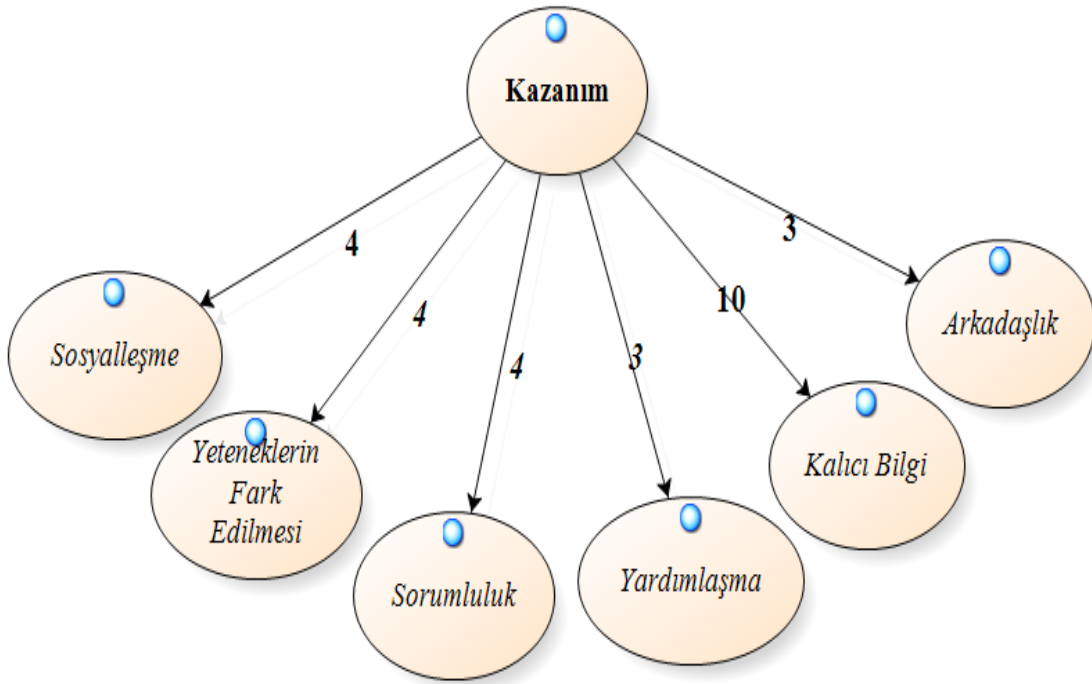 Kazanım
4
4
4
3
10
3
Sosyalleşme
Yeteneklerin
Fark
Edilmesi
Sorumluluk
Yardımlaşma
Kalıcı Bilgi
Arkadaşlık